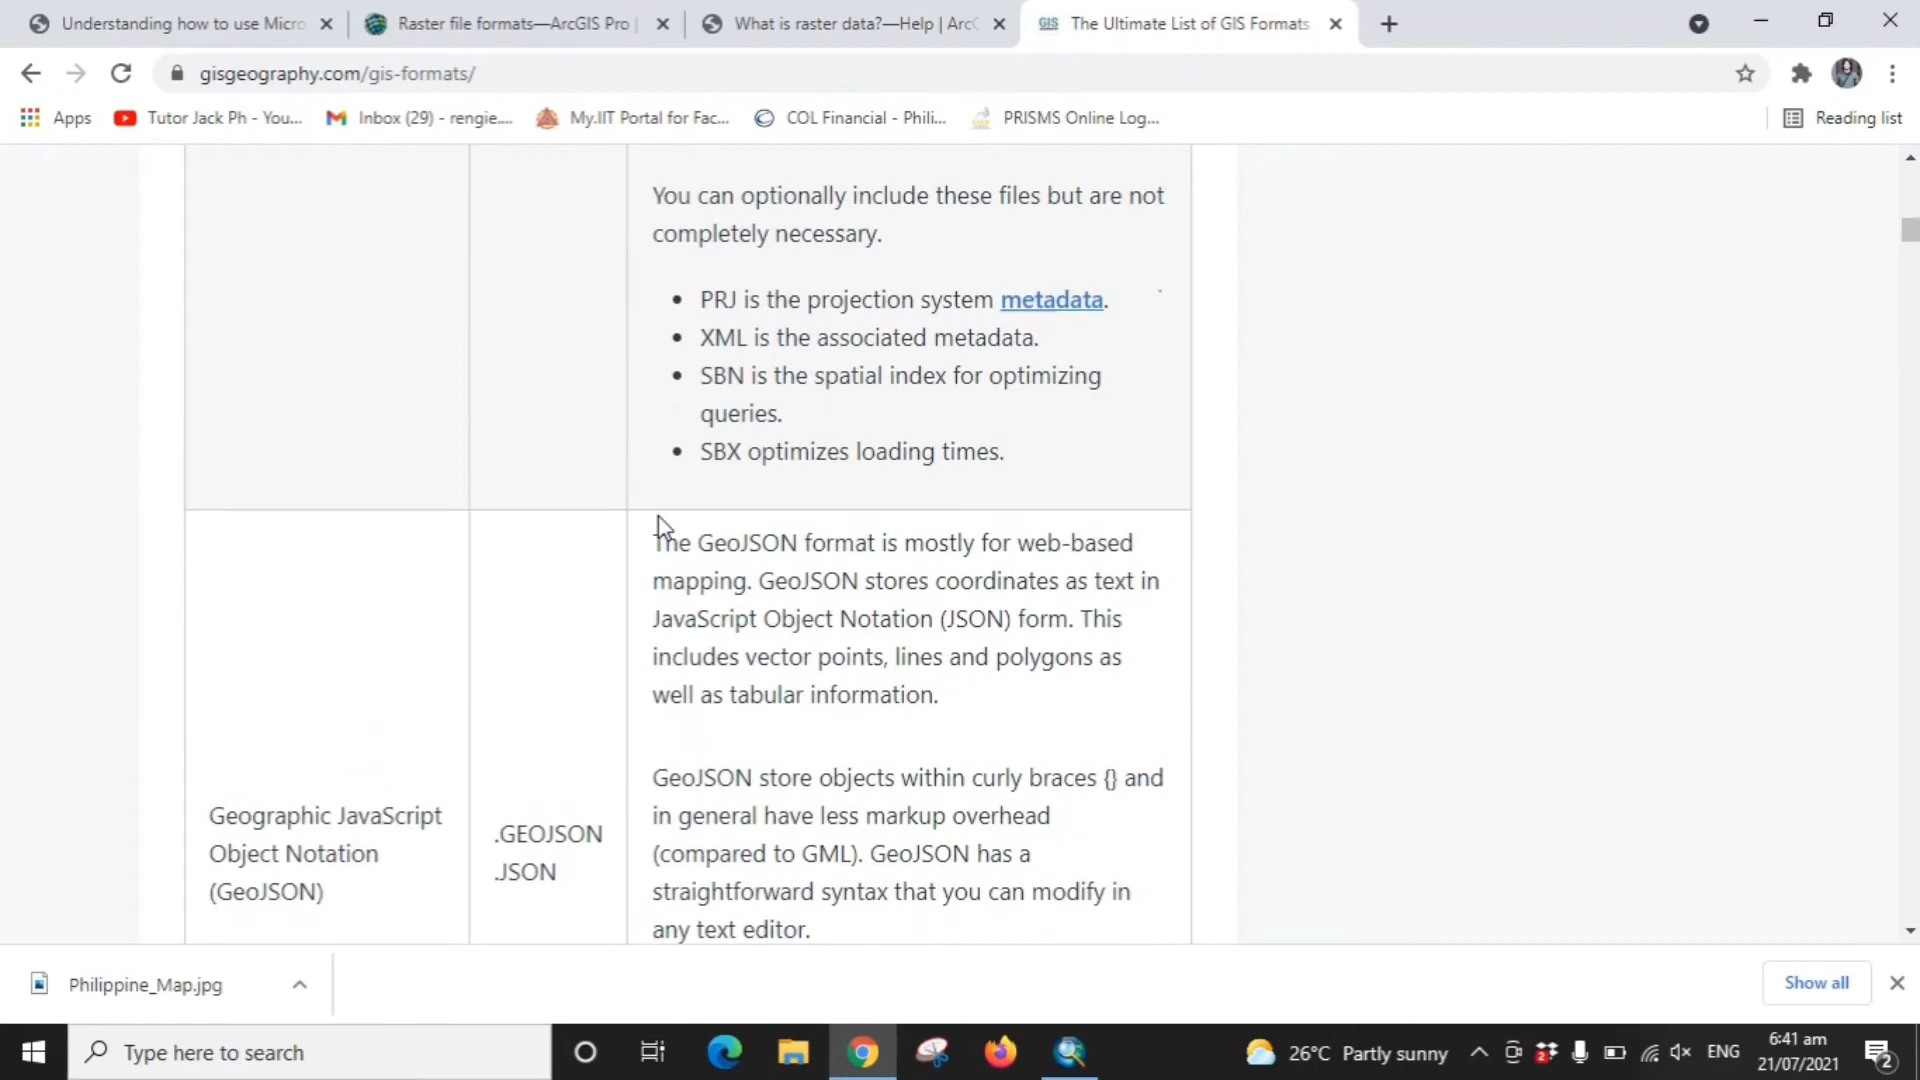 Understanding how to use Micro
Raster file formats—ArcGIS Pro |
What is raster data?—Help | ArcG
GIS The Ultimate List of GIS Formats
gisgeography.com/gis-formats/
Apps
Tutor Jack Ph - You...
Inbox (29) - rengie....
My.IIT Portal for Fac...
COL Financial - Phili...
PRISMS Online Log...
Reading list
You can optionally include these files but are not
completely necessary.
• PRJ is the projection system metadata.
• XML is the associated metadata.
• SBN is the spatial index for optimizing
queries.
• SBX optimizes loading times.
The GeoJSON format is mostly for web-based
mapping. GeoJSON stores coordinates as text in
JavaScript Object Notation (JSON) form. This
includes vector points, lines and polygons as
well as tabular information.
GeoJSON store objects within curly braces {} and
in general have less markup overhead
(compared to GML). GeoJSON has a
straightforward syntax that you can modify in
any text editor.
Geographic JavaScript
Object Notation
(GeoJSON)
.GEOJSON
.JSON
Philippine_Map.jpg
Show all
Type here to search
26°C Partly sunny
ENG
6:41 am
21/07/2021
2